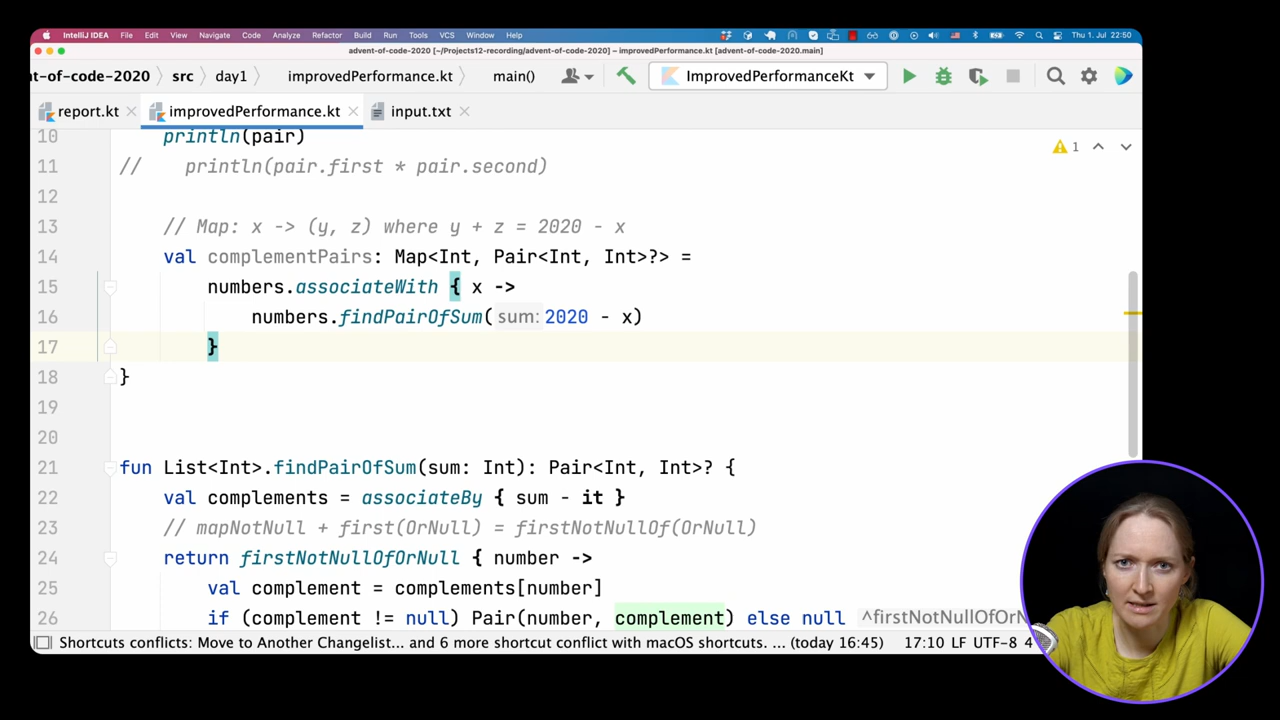 IntelliJ IDEA File Edit View Navigate Code Analyze Refactor Build Run Tools VCS Window Help Thu 1. Jul 22:50
advent-of-code-2020 [~/Projects12-recording/advent-of-code-2020] – improvedPerformance.kt [advent-of-code-2020.main]
nt-of-code-2020 src day1 improvedPerformance.kt main() ImprovedPerformanceKt
report.kt improvedPerformance.kt input.txt
10 println(pair)
11 // println(pair.first * pair.second)
1
12
13 // Map: x -> (y, z) where y + z = 2020 - x
14 val complementPairs: Map<Int, Pair<Int, Int>?> =
15 numbers.associateWith { x ->
16 numbers.findPairOfSum( sum: 2020 - x)
17 }
18 }
19
20
21 fun List<Int>.findPairOfSum(sum: Int): Pair<Int, Int>? {
22 val complements = associateBy { sum - it }
23 // mapNotNull + first(OrNull) = firstNotNullOf(OrNull)
24 return firstNotNullOfOrNull { number ->
25 val complement = complements[number]
26 if (complement != null) Pair(number, complement) else null ^firstNotNullOfOrN
Shortcuts conflicts: Move to Another Changelist... and 6 more shortcut conflict with macOS shortcuts. ... (today 16:45) 17:10 LF UTF-8 4